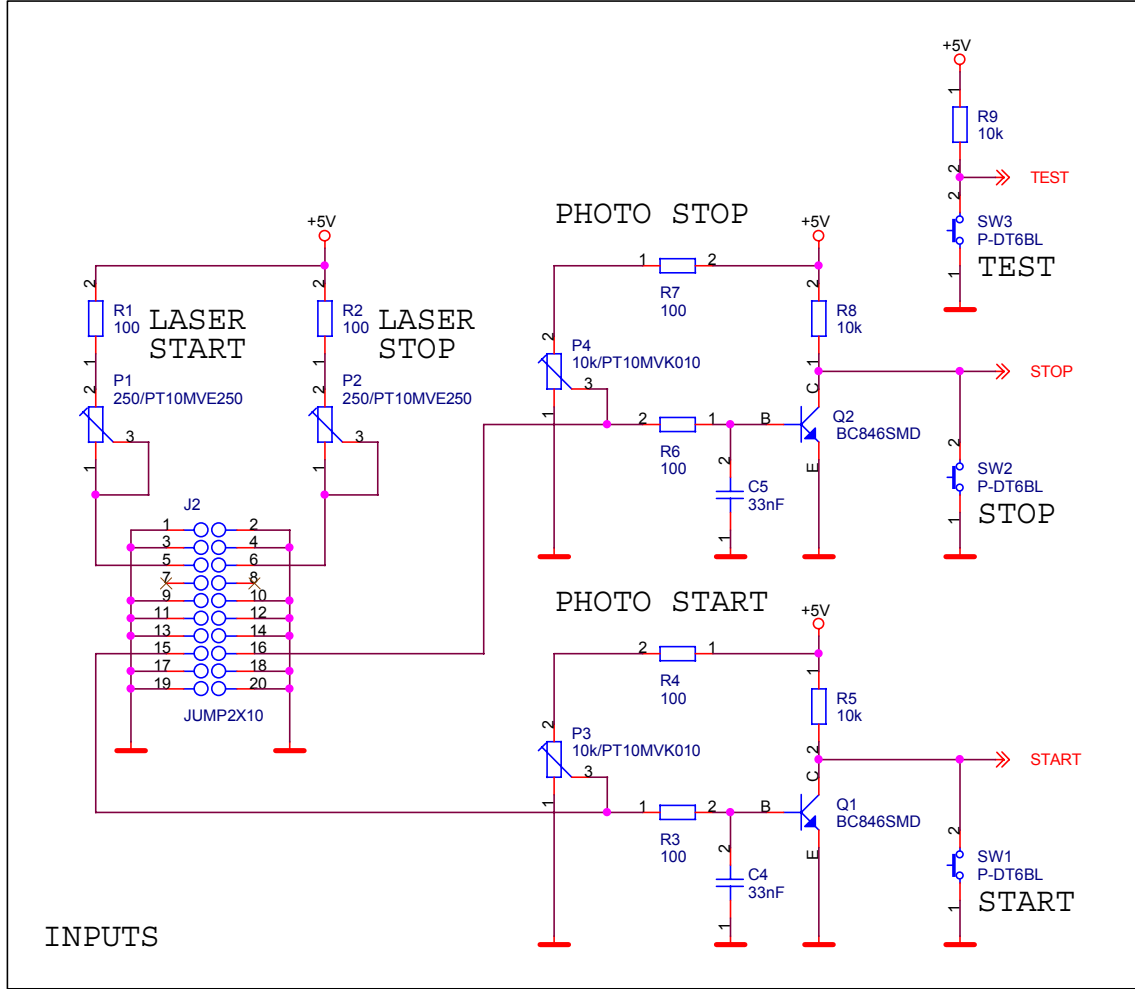 +5V
1
R9
10k
2
TEST
2
SW3
P-DT6BL
1
TEST
+5V
2
R1
100
1
LASER
START
2
R2
100
1
LASER
STOP
2
P1
250/PT10MVE250
3
1
2
P2
250/PT10MVE250
3
1
J2
1 2
3 4
5 6
7 8
9 10
11 12
13 14
15 16
17 18
19 20
JUMP2X10
PHOTO STOP
+5V
1 2
R7
100
2
R8
10k
1
2
P4
10k/PT10MVK010
3
1
2 1
R6
100
STOP
C
B
E
Q2
BC846SMD
2
C5
33nF
1
2
SW2
P-DT6BL
1
STOP
PHOTO START
+5V
2 1
R4
100
1
R5
10k
2
2
P3
10k/PT10MVK010
3
1
1 2
R3
100
START
C
B
E
Q1
BC846SMD
2
C4
33nF
1
2
SW1
P-DT6BL
1
START
INPUTS